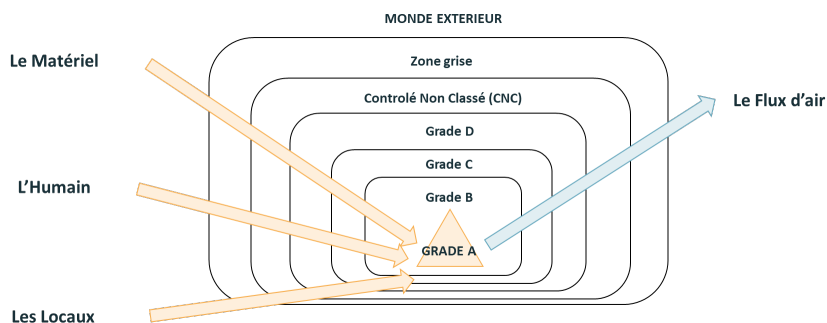 MONDE EXTERIEUR
Le Matériel
Zone grise
Controlé Non Classé (CNC)
Le Flux d'air
Grade D
Grade C
L'Humain
Grade B
GRADE A
Les Locaux